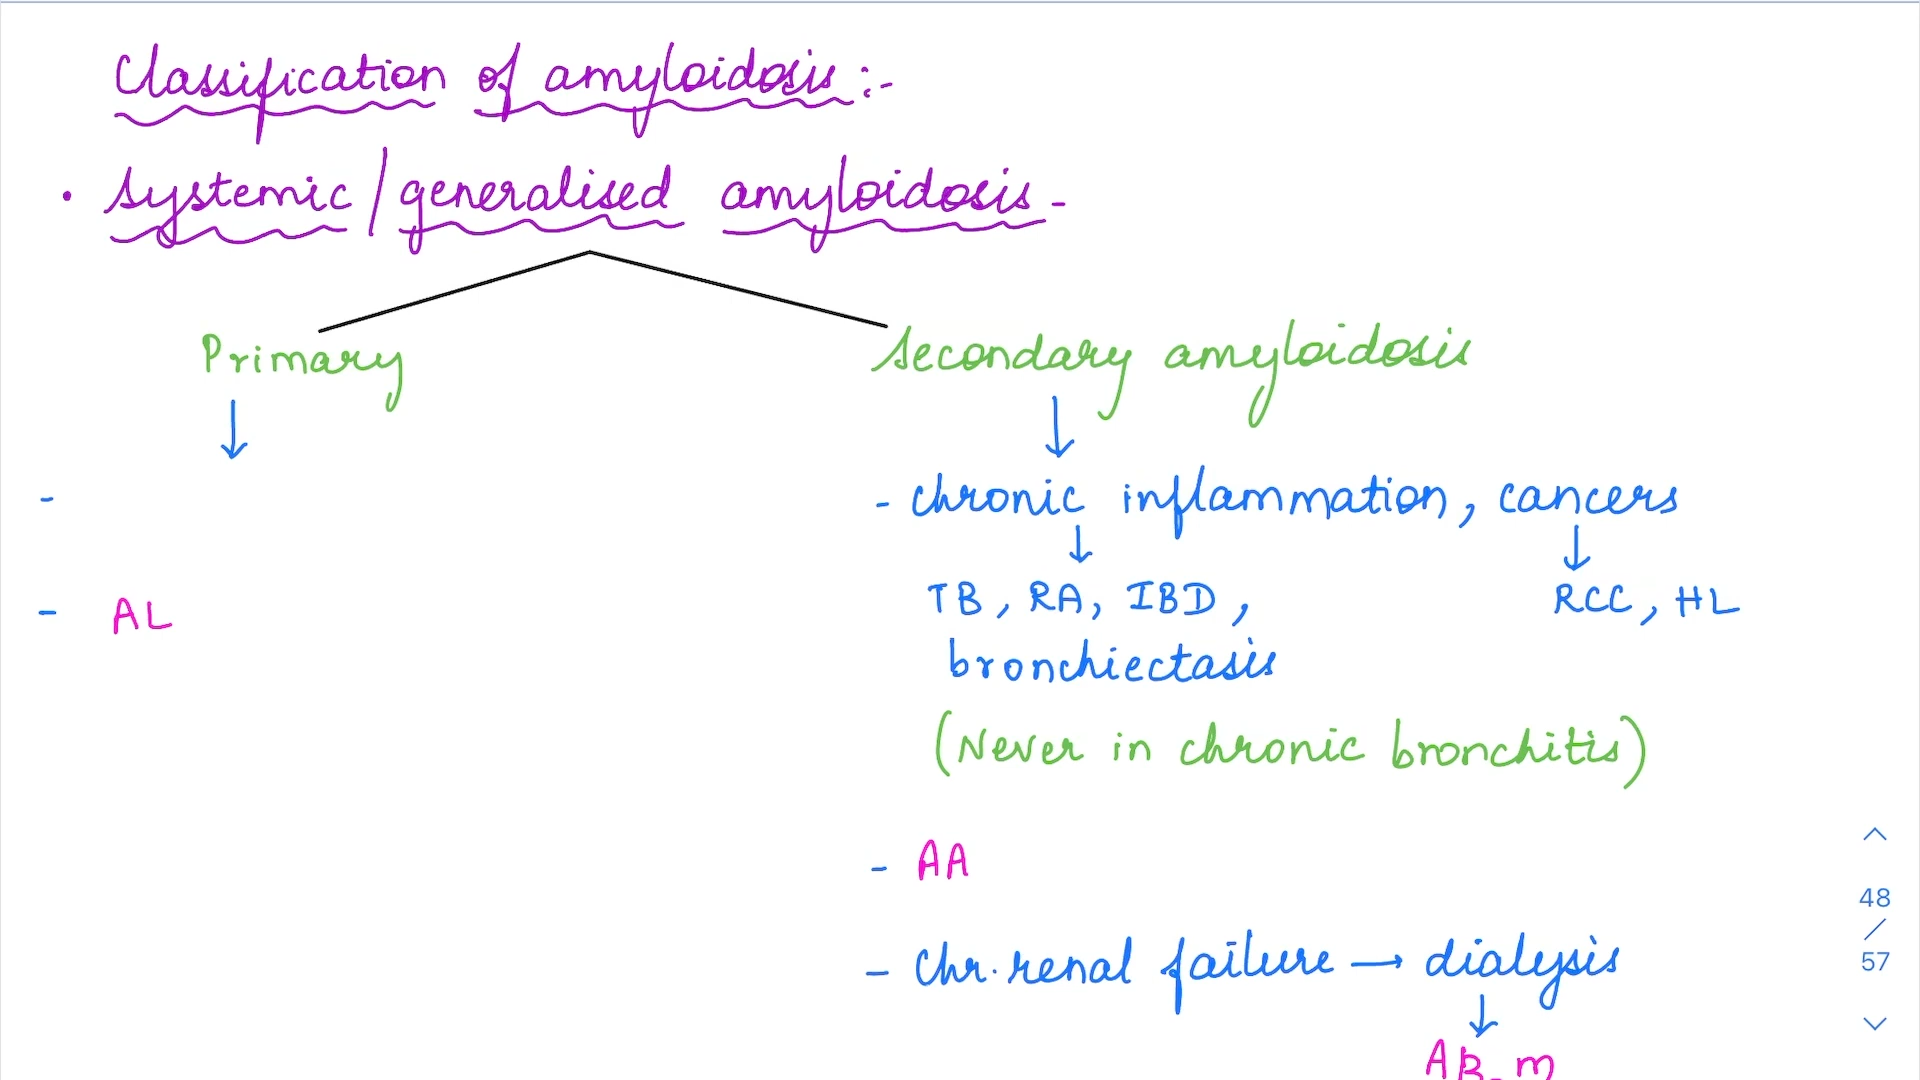 Classification of amyloidosis :-
• Systemic / generalised amyloidosis -
Primary
Secondary amyloidosis
-
- chronic inflammation, cancers
TB, RA, IBD,
RCC, HL
bronchiectasis
- AL
(Never in chronic bronchitis)
- AA
- Chr. renal failure → dialysis
48
/
57